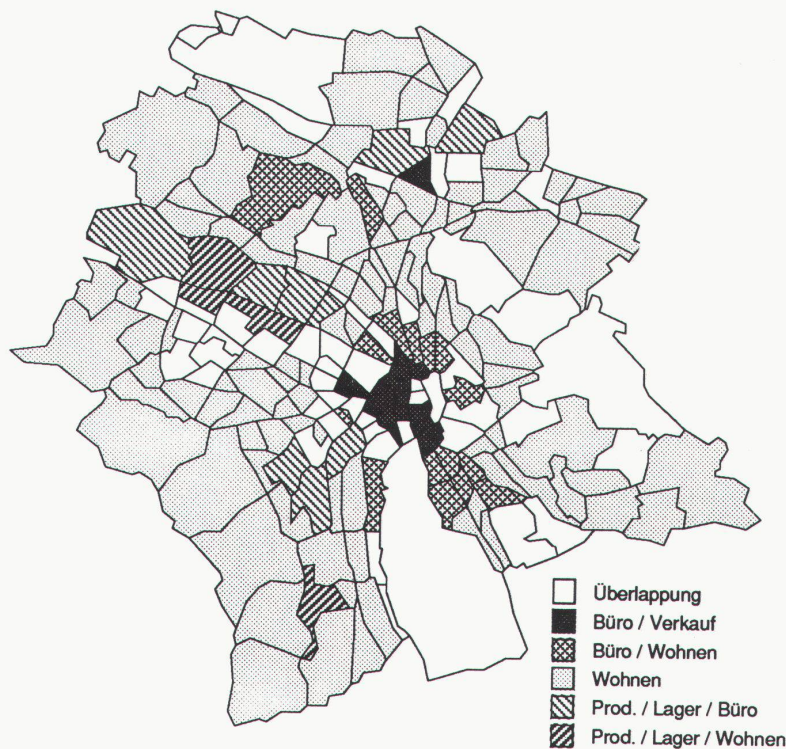 Überlappung
Büro / Verkauf
Büro / Wohnen
Wohnen
Prod. / Lager / Büro
Prod. / Lager / Wohnen